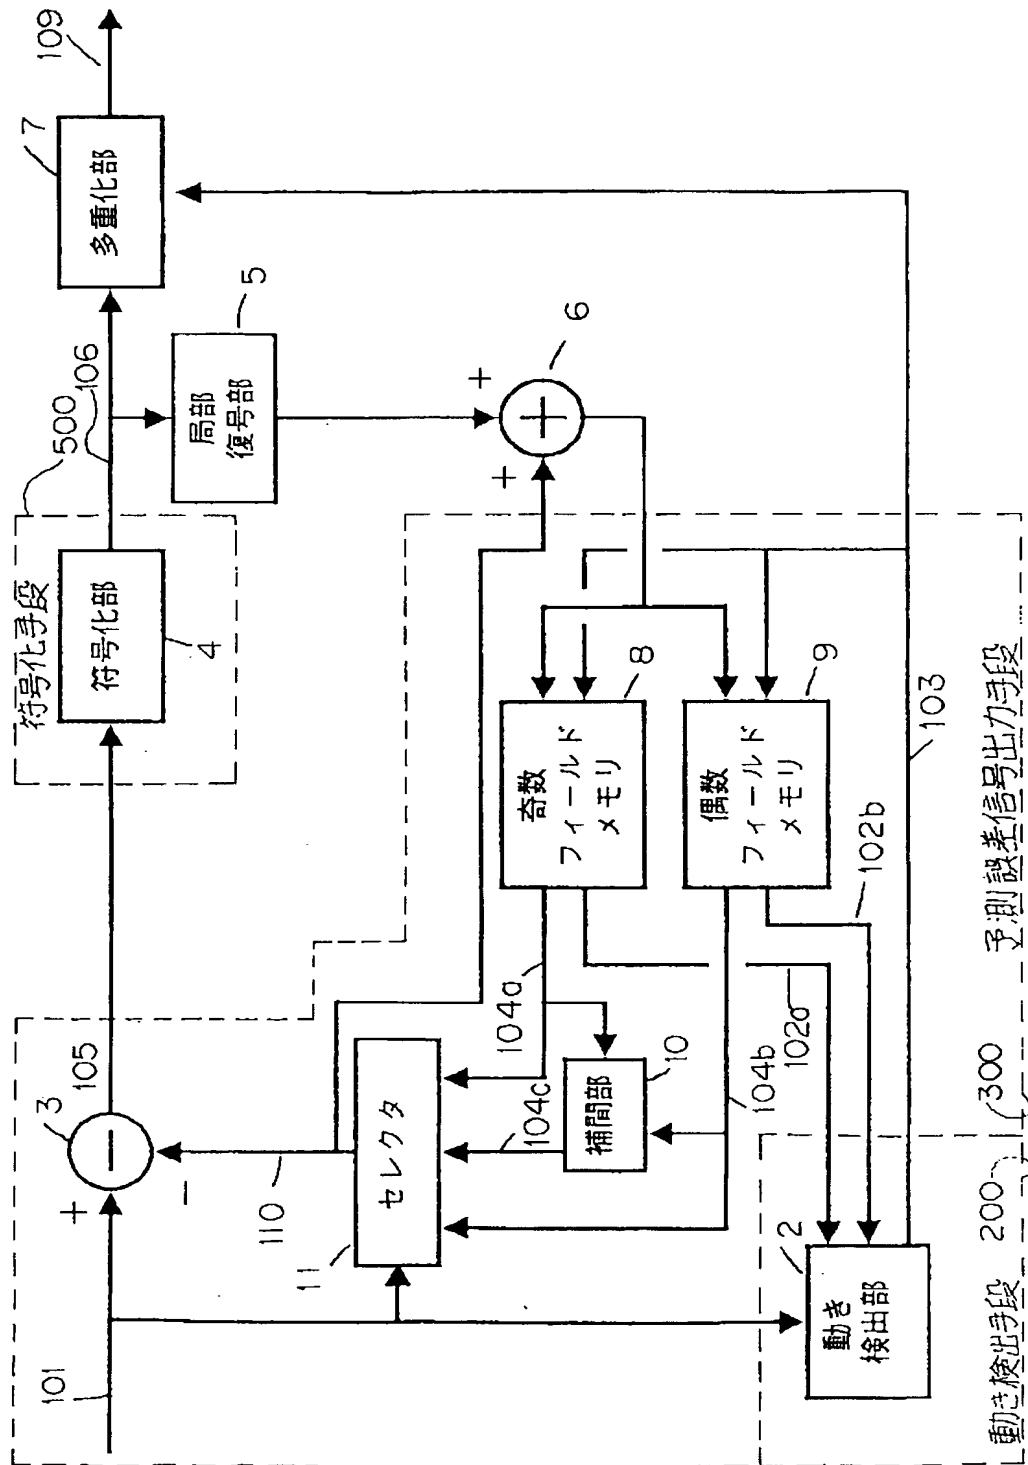 101
+
3
−
105
符号化手段
符号化部
4
500
106
7
多重化部
109
局部
復号部
5
+
+
6
110
11
セレクタ
104a
104c
補間部
10
104b
奇数
フィールド
メモリ
8
偶数
フィールド
メモリ
9
102a
102b
103
2
動き
検出部
動き検出手段
200
300
予測誤差信号出力手段